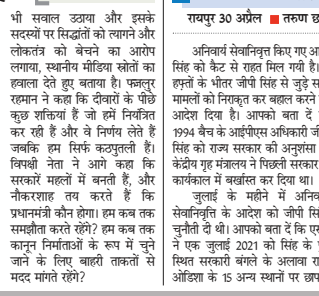 भी सवाल उठाया और इसके
सदस्यों पर सिद्धांतों को त्यागने और
लोकतंत्र को बेचने का आरोप
लगाया, स्थानीय मीडिया स्रोतों का
हवाला देते हुए बताया है। फ़ज्लुर
रहमान ने कहा कि दीवारों के पीछे
कुछ शक्तियां हैं जो हमें नियंत्रित
कर रही हैं और वे निर्णय लेते हैं
जबकि हम सिर्फ कठपुतली हैं।
विपक्षी नेता ने आगे कहा कि
सरकारें महलों में बनती हैं, और
नौकरशाह तय करते हैं कि
प्रधानमंत्री कौन होगा। हम कब तक
समझौता करते रहेंगे? हम कब तक
कानून निर्माताओं के रूप में चुने
जाने के लिए बाहरी ताकतों से
मदद मांगते रहेंगे?
रायपुर 30 अप्रैल ■ तरुण छ
अनिवार्य सेवानिवृत्त किए गए आ
सिंह को कैट से राहत मिल गयी है।
हफ़्तों के भीतर जीपी सिंह से जुड़े स
मामलों को निराकृत कर बहाल करने
आदेश दिया है। आपको बता दें
1994 बैच के आईपीएस अधिकारी जी
सिंह को राज्य सरकार की अनुशंसा
केंद्रीय गृह मंत्रालय ने पिछली सरकार
कार्यकाल में बर्खास्त कर दिया था।
जुलाई के महीने में अनिव
सेवानिवृत्ति के आदेश को जीपी सिं
चुनौती दी थी। आपको बता दें कि एस
ने एक जुलाई 2021 को सिंह के
स्थित सरकारी बंगले के अलावा रा
ओडिशा के 15 अन्य स्थानों पर छाप